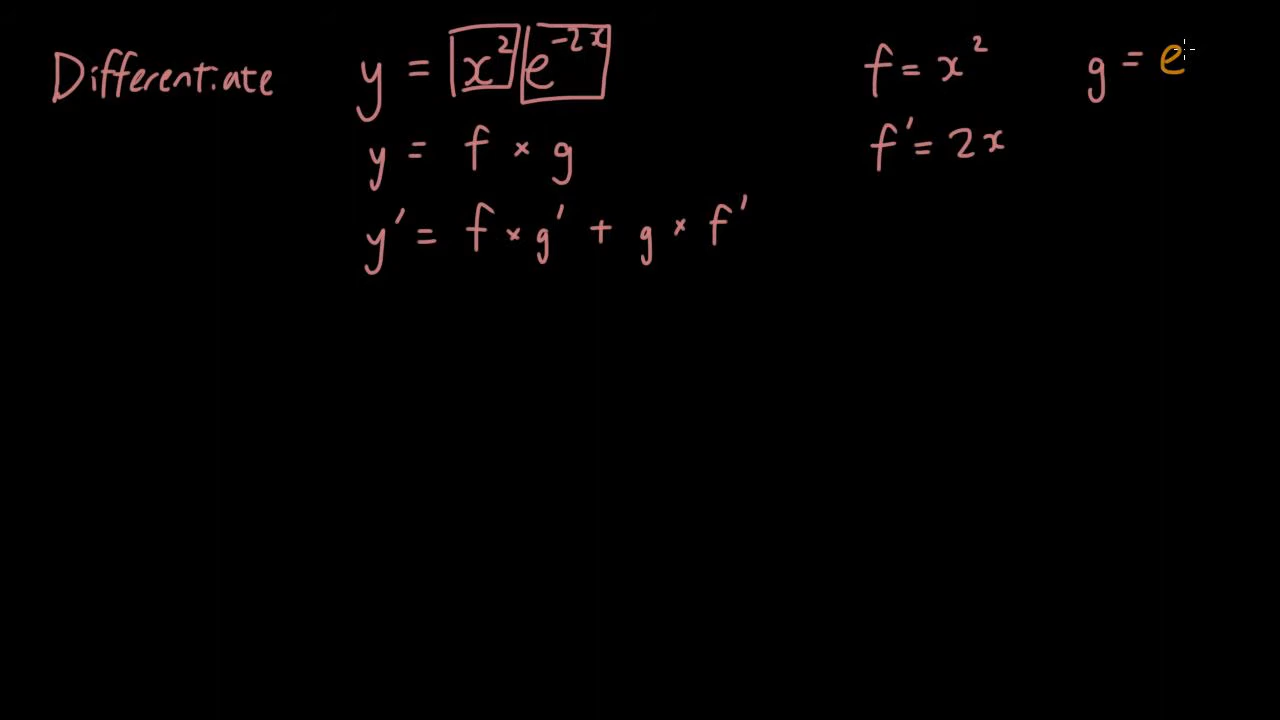 Differentiate y = x² e⁻²ˣ f = x² g = e
y = f × g f' = 2x
y' = f × g' + g × f'